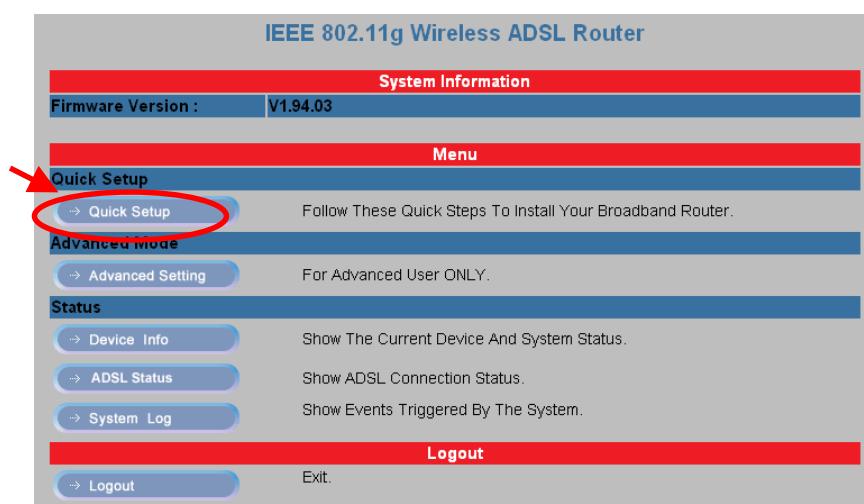 IEEE 802.11g Wireless ADSL Router
System Information
Firmware Version : V1.94.03
Menu
Quick Setup
Quick Setup Follow These Quick Steps To Install Your Broadband Router.
Advanced Mode
Advanced Setting For Advanced User ONLY.
Status
Device Info Show The Current Device And System Status.
ADSL Status Show ADSL Connection Status.
System Log Show Events Triggered By The System.
Logout
Logout Exit.